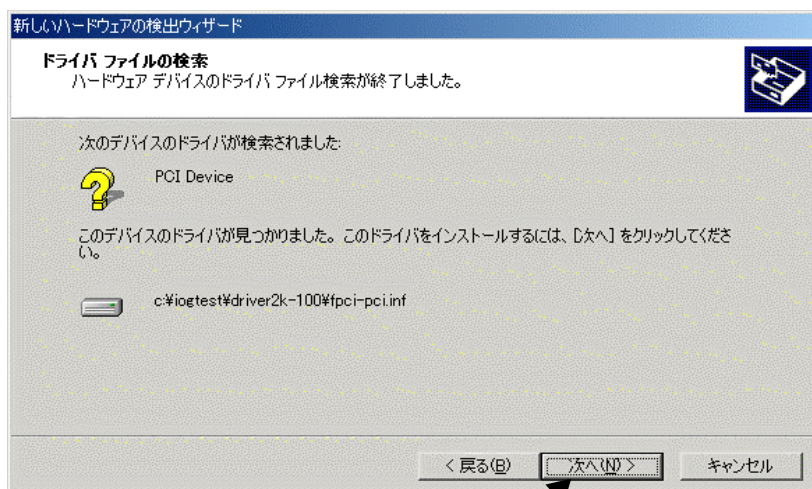 新しいハードウェアの検出ウィザード
ドライバ ファイルの検索
ハードウェア デバイスのドライバ ファイル検索が終了しました。
次のデバイスのドライバが検索されました:
PCI Device
このデバイスのドライバが見つかりました。このドライバをインストールするには、[次へ] をクリックしてくださ
い。
c:¥iogtest¥driver2k-100¥fpci-pci.inf
< 戻る(B)
次へ(N) >
キャンセル